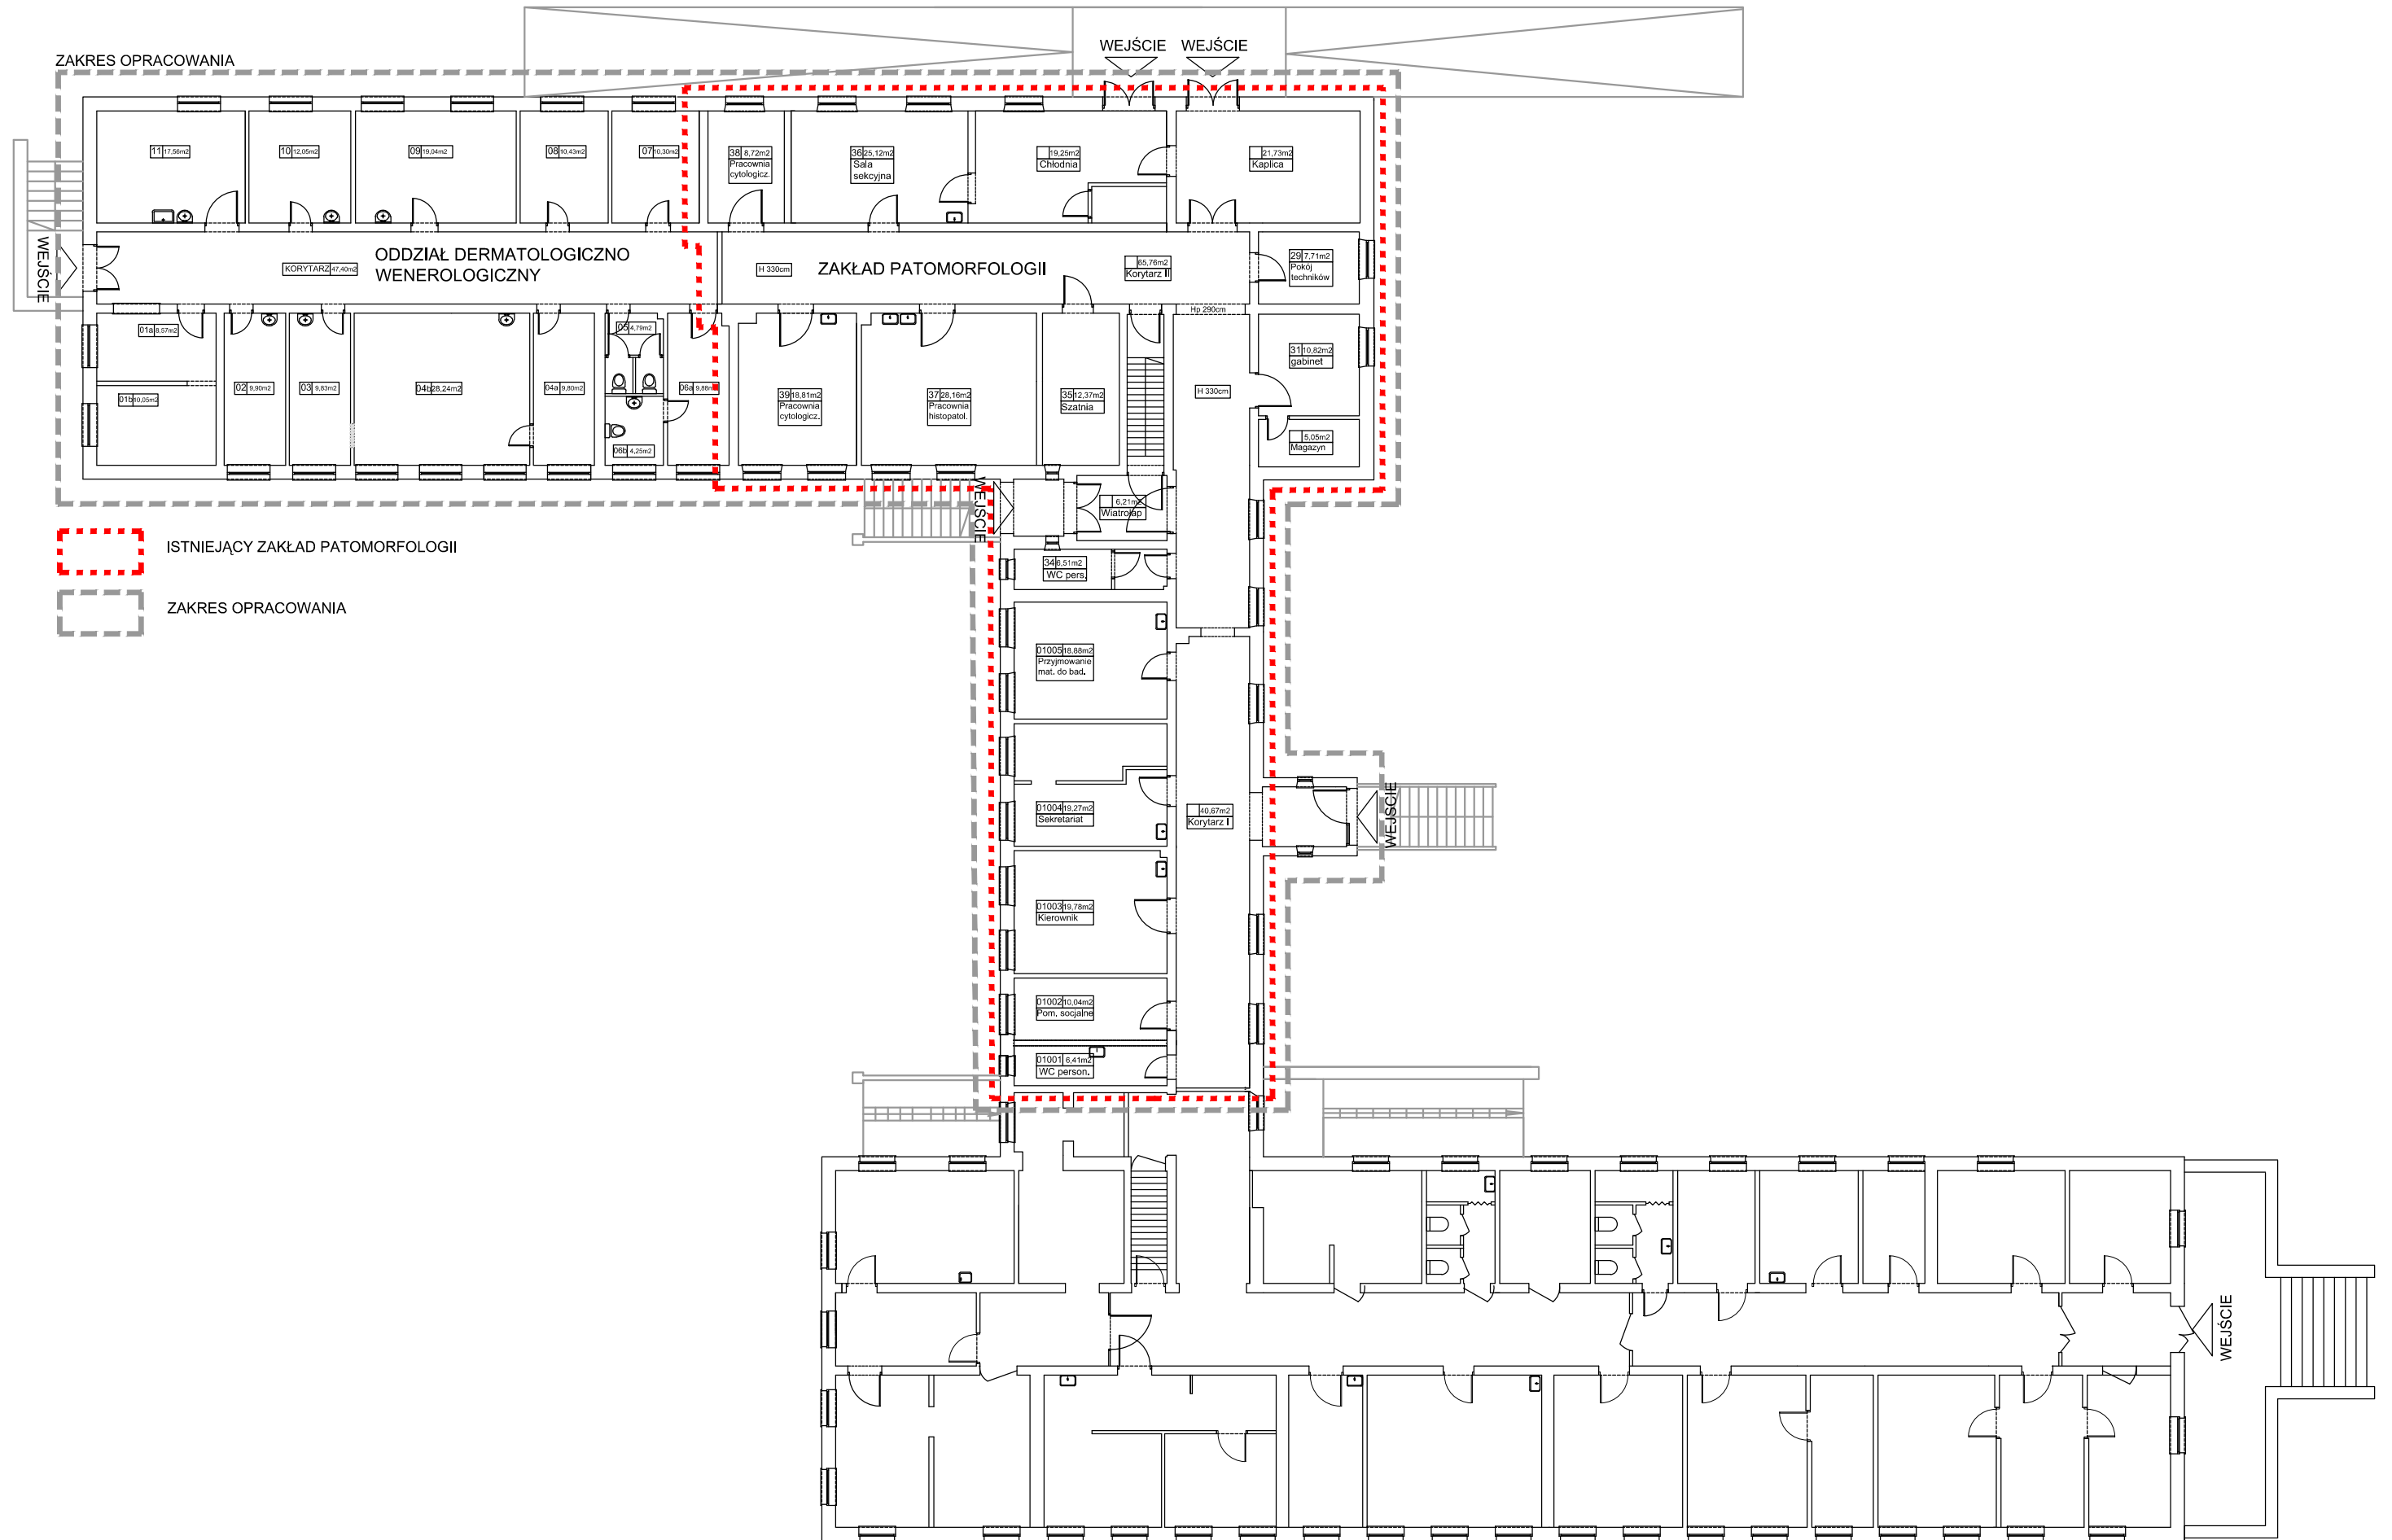 ZAKRES OPRACOWANIA
WEJŚCIE WEJŚCIE
11 17,56m2
10 12,05m2
09 19,04m2
08 10,43m2
07 10,30m2
38 8,72m2
Pracownia
cytologicz.
36 25,12m2
Sala
sekcyjna
19,25m2
Chłodnia
21,73m2
Kaplica
WEJŚCIE
KORYTARZ 47,40m2
ODDZIAŁ DERMATOLOGICZNO
WENEROLOGICZNY
H 330cm
ZAKŁAD PATOMORFOLOGII
65,76m2
Korytarz II
29 7,71m2
Pokój
techników
Hp 290cm
01a 8,57m2
01b 10,05m2
02 9,90m2
03 9,83m2
04b 28,24m2
04a 9,80m2
05 4,79m2
06a 9,88m2
06b 4,25m2
39 18,81m2
Pracownia
cytologicz.
37 28,16m2
Pracownia
histopatol.
35 12,37m2
Szatnia
H 330cm
31 10,82m2
gabinet
5,05m2
Magazyn
WEJŚCIE
6,21m2
Wiatrołap
ISTNIEJĄCY ZAKŁAD PATOMORFOLOGII
ZAKRES OPRACOWANIA
34 6,51m2
WC pers.
01005 18,88m2
Przyjmowanie
mat. do bad.
01004 19,27m2
Sekretariat
40,67m2
Korytarz I
WEJŚCIE
01003 19,78m2
Kierownik
01002 10,04m2
Pom. socjalne
01001 6,41m2
WC person.
WEJŚCIE